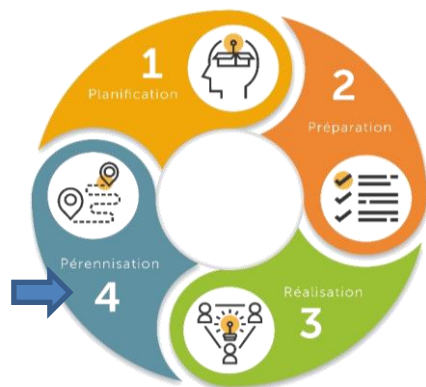 1
Planification
2
Préparation
Réalisation
3
Pérennisation
4